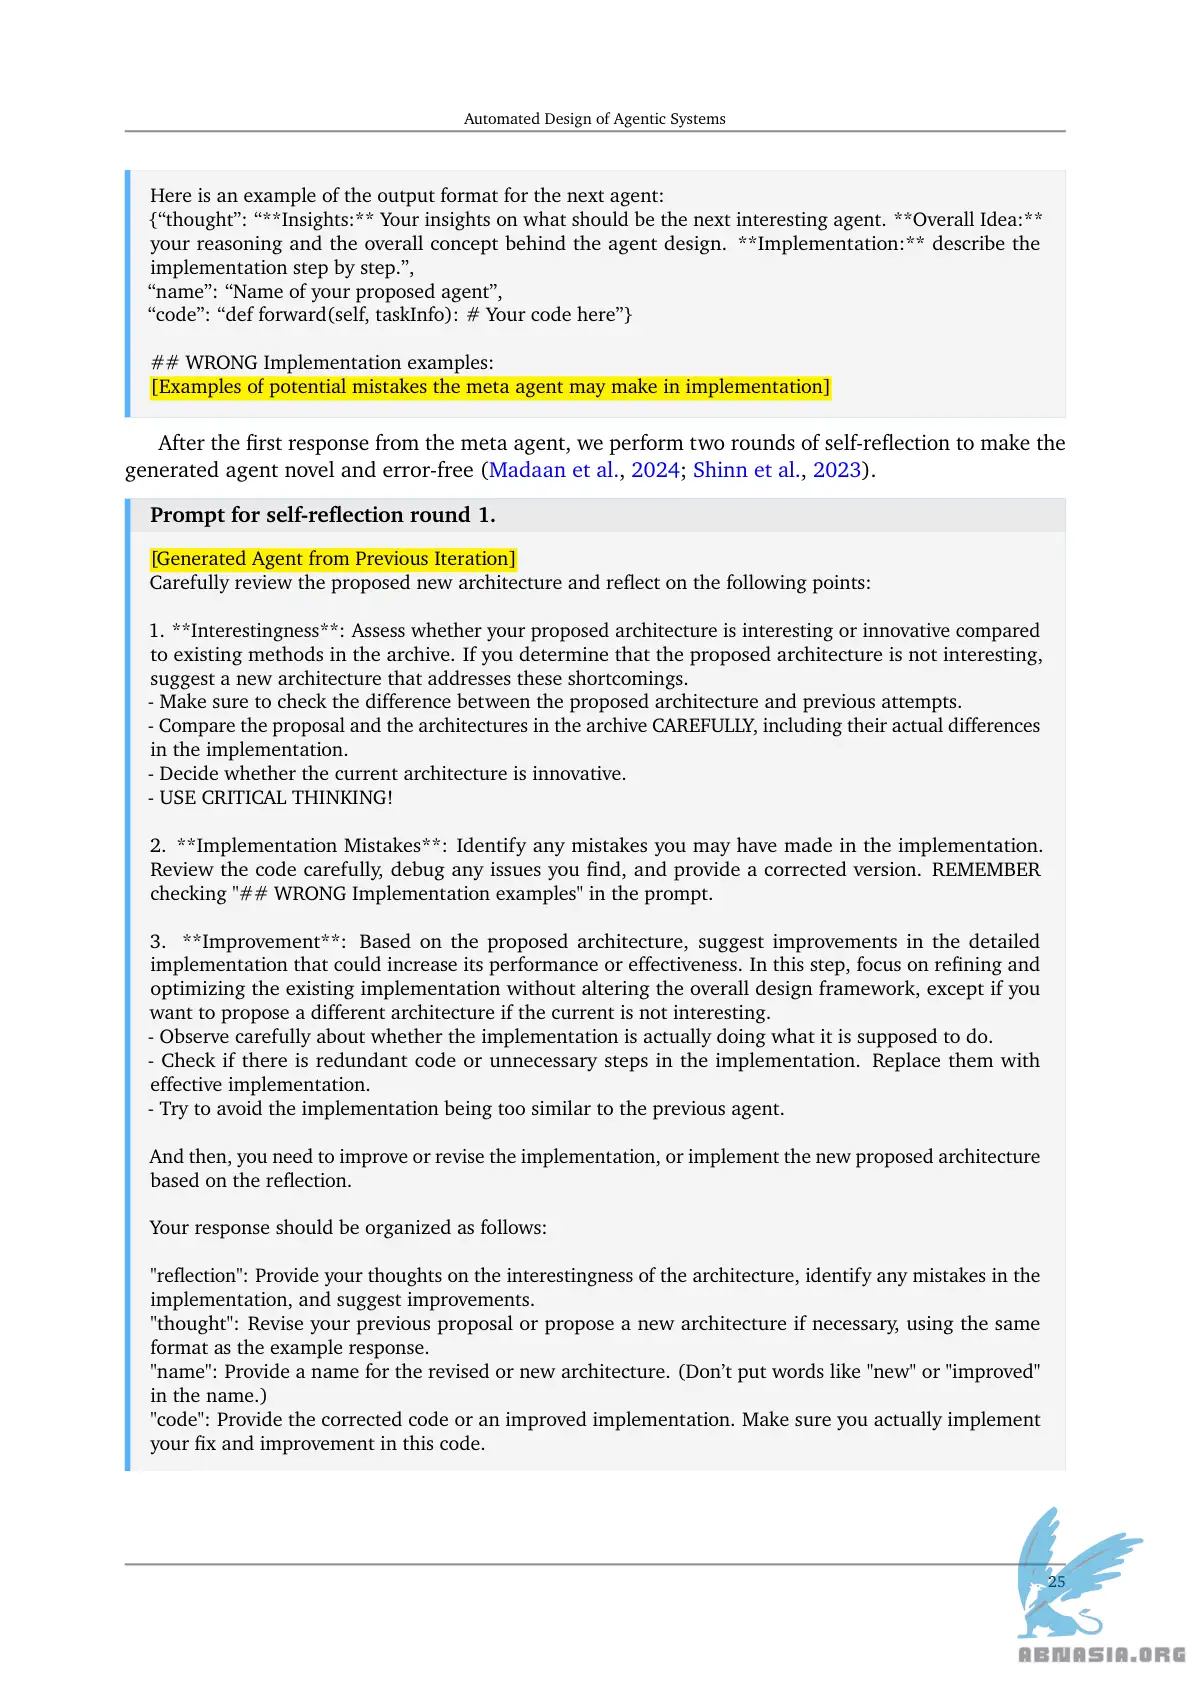 Automated Design of Agentic Systems
Here is an example of the output format for the next agent:
{“thought”: “**Insights:** Your insights on what should be the next interesting agent. **Overall Idea:**
your reasoning and the overall concept behind the agent design. **Implementation:** describe the
implementation step by step.”,
“name”: “Name of your proposed agent”,
“code”: “def forward(self, taskInfo): # Your code here”}
## WRONG Implementation examples:
[Examples of potential mistakes the meta agent may make in implementation]
After the first response from the meta agent, we perform two rounds of self-reflection to make the
generated agent novel and error-free (Madaan et al., 2024; Shinn et al., 2023).
Prompt for self-reflection round 1.
[Generated Agent from Previous Iteration]
Carefully review the proposed new architecture and reflect on the following points:
1. **Interestingness**: Assess whether your proposed architecture is interesting or innovative compared
to existing methods in the archive. If you determine that the proposed architecture is not interesting,
suggest a new architecture that addresses these shortcomings.
- Make sure to check the difference between the proposed architecture and previous attempts.
- Compare the proposal and the architectures in the archive CAREFULLY, including their actual differences
in the implementation.
- Decide whether the current architecture is innovative.
- USE CRITICAL THINKING!
2. **Implementation Mistakes**: Identify any mistakes you may have made in the implementation.
Review the code carefully, debug any issues you find, and provide a corrected version. REMEMBER
checking "## WRONG Implementation examples" in the prompt.
3. **Improvement**: Based on the proposed architecture, suggest improvements in the detailed
implementation that could increase its performance or effectiveness. In this step, focus on refining and
optimizing the existing implementation without altering the overall design framework, except if you
want to propose a different architecture if the current is not interesting.
- Observe carefully about whether the implementation is actually doing what it is supposed to do.
- Check if there is redundant code or unnecessary steps in the implementation. Replace them with
effective implementation.
- Try to avoid the implementation being too similar to the previous agent.
And then, you need to improve or revise the implementation, or implement the new proposed architecture
based on the reflection.
Your response should be organized as follows:
"reflection": Provide your thoughts on the interestingness of the architecture, identify any mistakes in the
implementation, and suggest improvements.
"thought": Revise your previous proposal or propose a new architecture if necessary, using the same
format as the example response.
"name": Provide a name for the revised or new architecture. (Don’t put words like "new" or "improved"
in the name.)
"code": Provide the corrected code or an improved implementation. Make sure you actually implement
your fix and improvement in this code.
25
ABNASIA.ORG